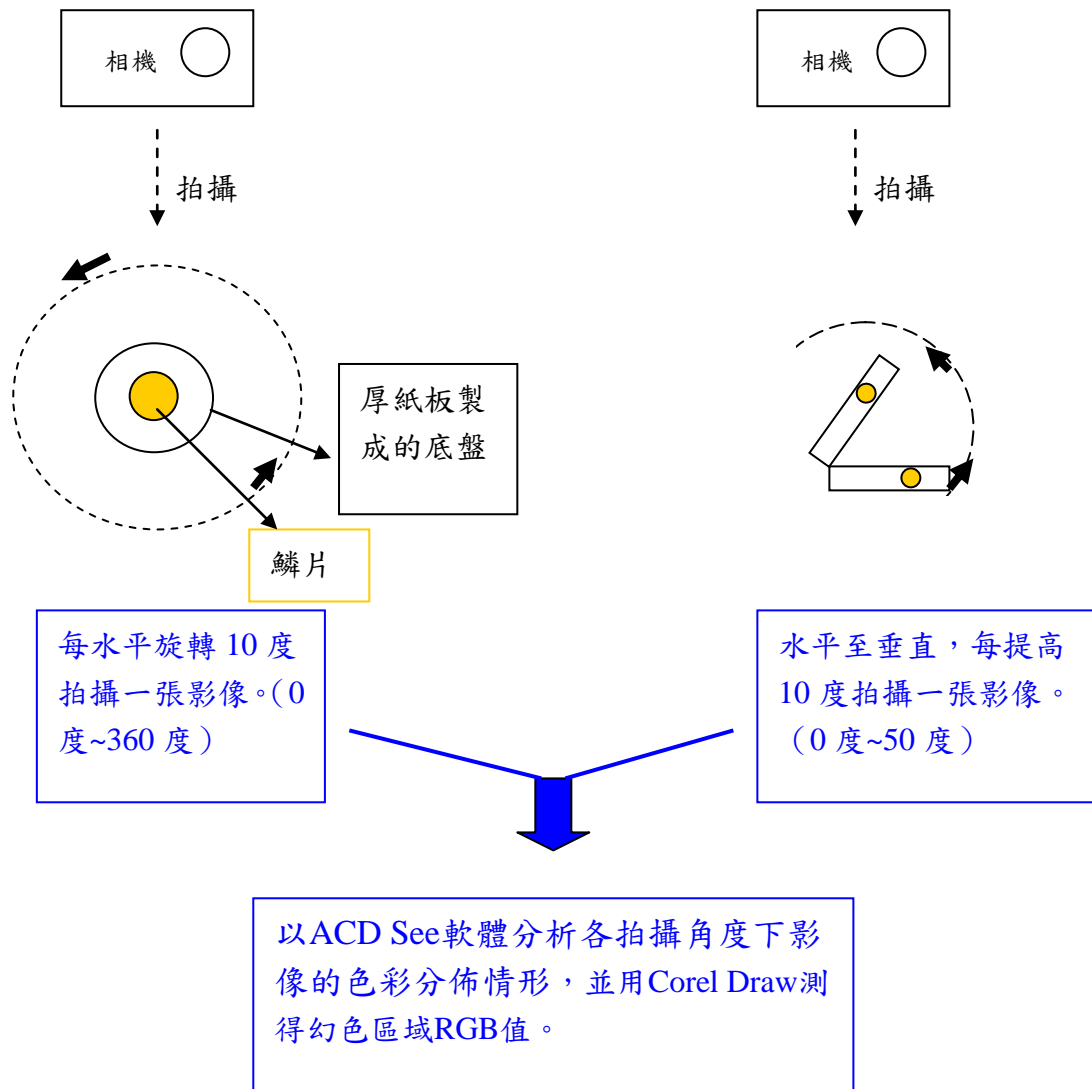 相機
相機
拍攝
拍攝
厚紙板製
成的底盤
鱗片
每水平旋轉 10 度
拍攝一張影像。（0
度~360 度）
水平至垂直，每提高
10 度拍攝一張影像。
（0 度~50 度）
以ACD See軟體分析各拍攝角度下影
像的色彩分佈情形，並用Corel Draw測
得幻色區域RGB值。